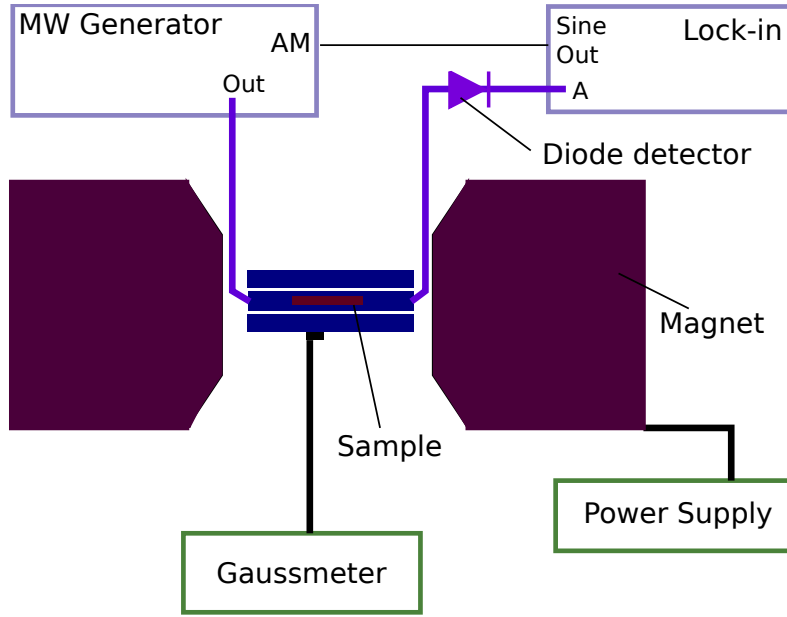 MW Generator
AM
Out
Sine
Out
Lock-in
A
Diode detector
Magnet
Sample
Power Supply
Gaussmeter